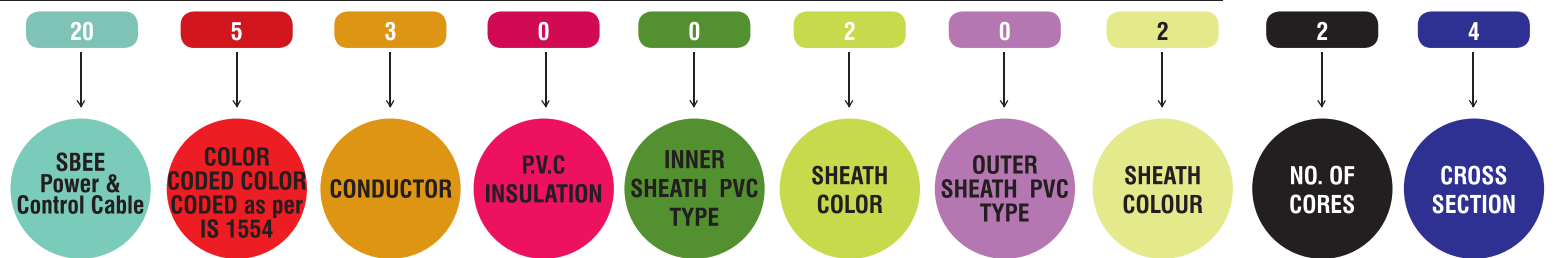 20 5 3 0 0 2 0 2 2 4
SBEE
Power &
Control Cable
COLOR
CODED COLOR
CODED as per
IS 1554
CONDUCTOR
P.V.C
INSULATION
INNER
SHEATH PVC
TYPE
SHEATH
COLOR
OUTER
SHEATH PVC
TYPE
SHEATH
COLOUR
NO. OF
CORES
CROSS
SECTION